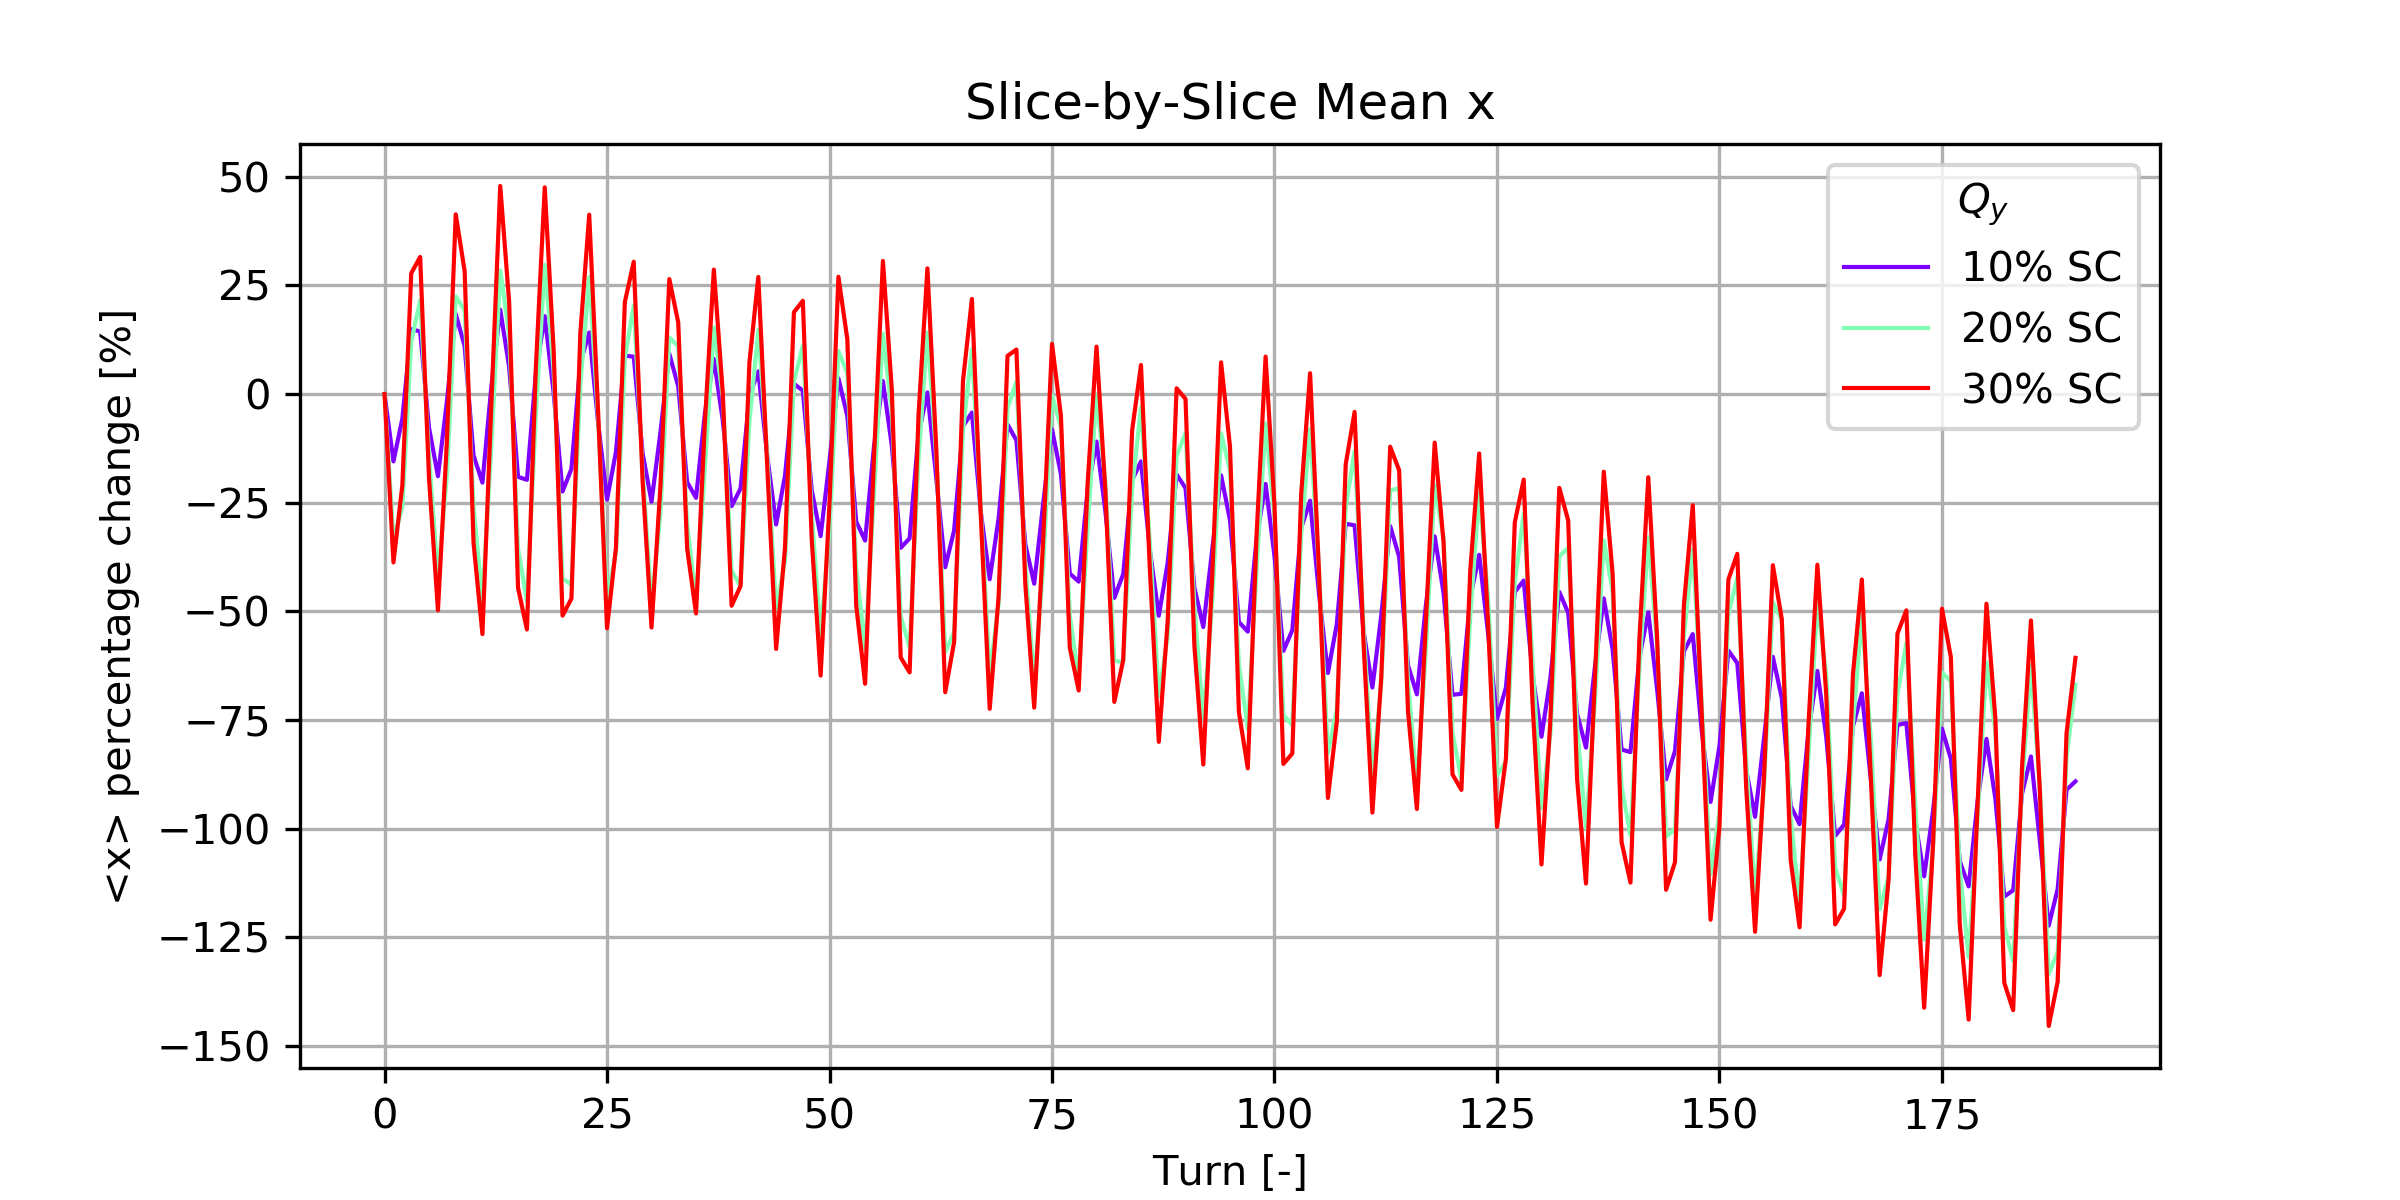 Slice-by-Slice Mean x
<x> percentage change [%]
50
25
0
−25
−50
−75
−100
−125
−150
Qy
10% SC
20% SC
30% SC
0 25 50 75 100 125 150 175
Turn [-]